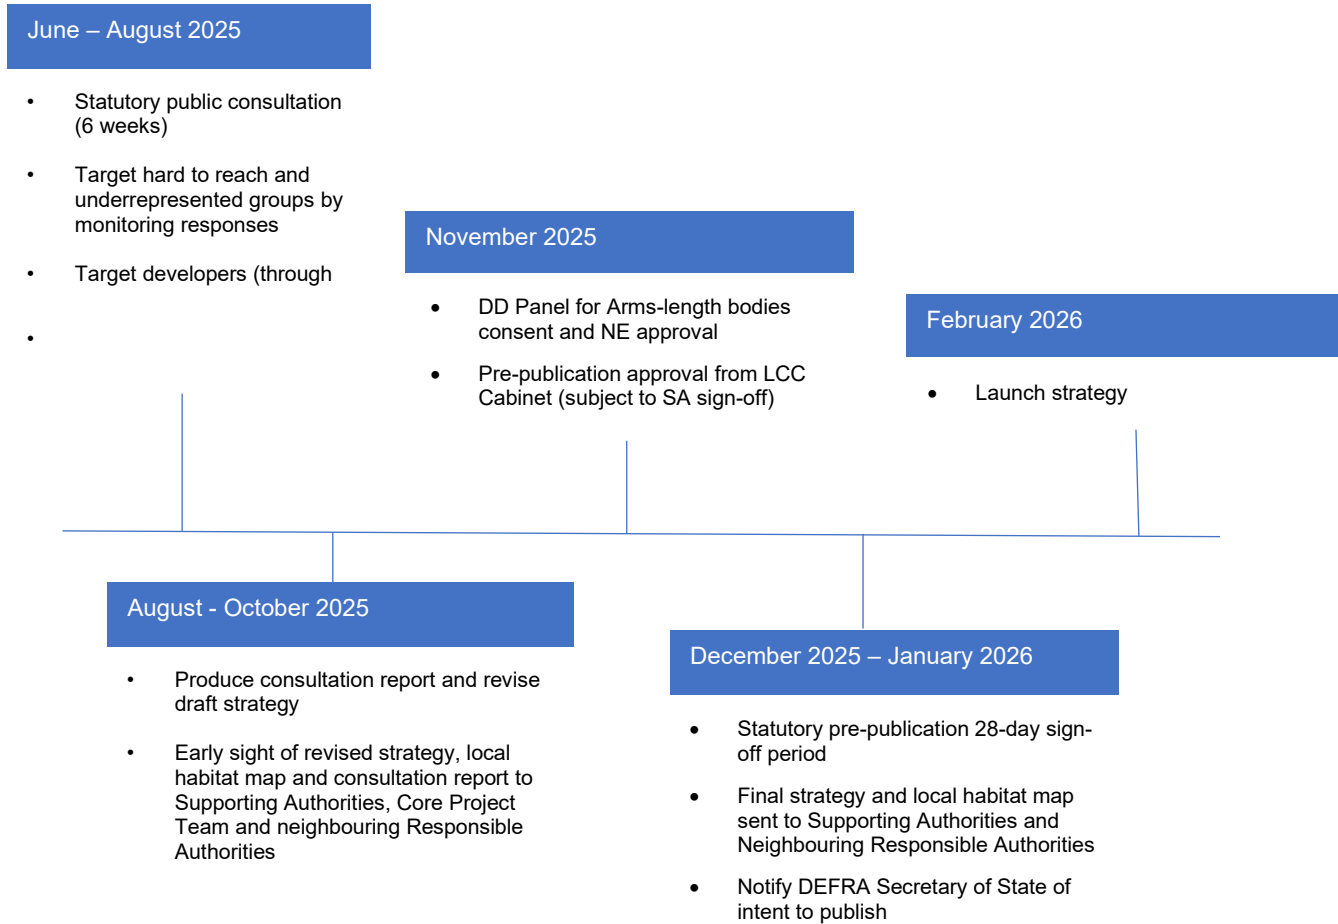 June – August 2025
• Statutory public consultation
(6 weeks)
• Target hard to reach and
underrepresented groups by
monitoring responses
• Target developers (through
•
November 2025
• DD Panel for Arms-length bodies
consent and NE approval
• Pre-publication approval from LCC
Cabinet (subject to SA sign-off)
February 2026
• Launch strategy
August - October 2025
• Produce consultation report and revise
draft strategy
• Early sight of revised strategy, local
habitat map and consultation report to
Supporting Authorities, Core Project
Team and neighbouring Responsible
Authorities
December 2025 – January 2026
• Statutory pre-publication 28-day sign-
off period
• Final strategy and local habitat map
sent to Supporting Authorities and
Neighbouring Responsible Authorities
• Notify DEFRA Secretary of State of
intent to publish